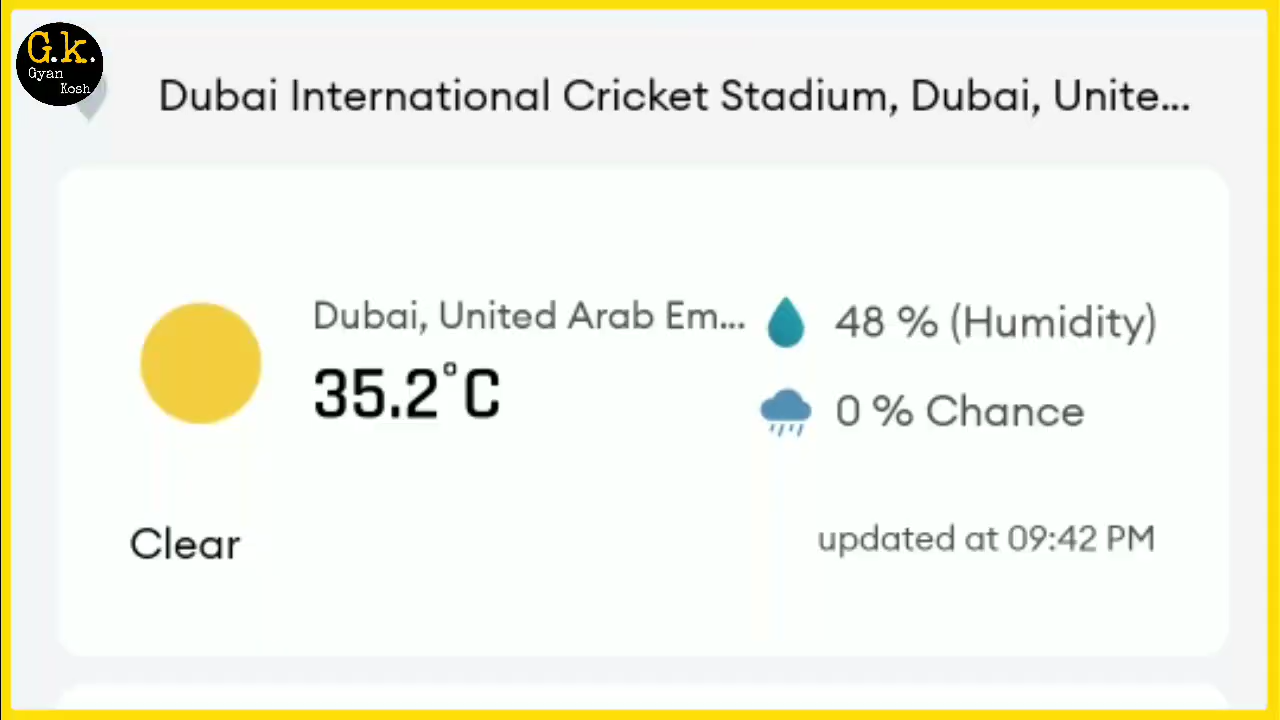 G.k.
Gyan
Kosh
Dubai International Cricket Stadium, Dubai, Unite...
Dubai, United Arab Em...
35.2°C
48 % (Humidity)
0 % Chance
Clear
updated at 09:42 PM